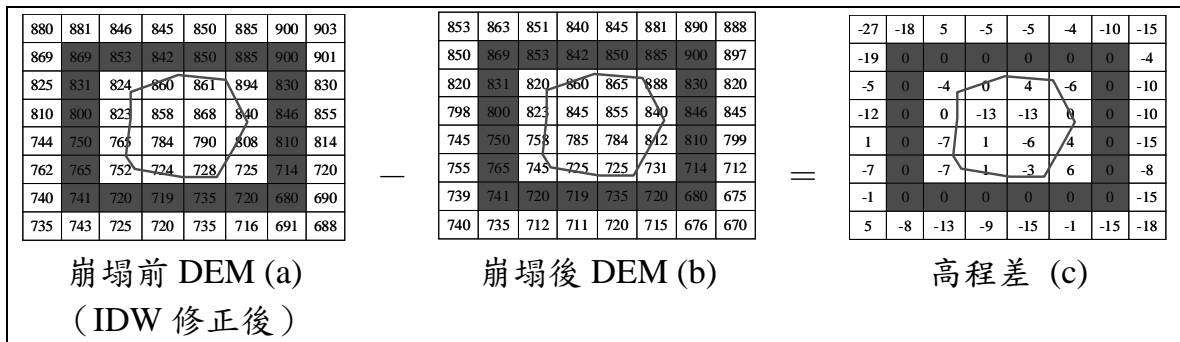 880 881 846 845 850 885 900 903
869 869 853 842 850 885 900 901
825 831 824 860 861 894 830 830
810 800 823 858 868 840 846 855
744 750 765 784 790 808 810 814
762 765 752 724 728 725 714 720
740 741 720 719 735 720 680 690
735 743 725 720 735 716 691 688
崩塌前 DEM (a)
（IDW 修正後）
−
853 863 851 840 845 881 890 888
850 869 853 842 850 885 900 897
820 831 820 860 865 888 830 820
798 800 823 845 855 840 846 845
745 750 758 785 784 812 810 799
755 765 745 725 725 731 714 712
739 741 720 719 735 720 680 675
740 735 712 711 720 715 676 670
崩塌後 DEM (b)
=
-27 -18 5 -5 -5 -4 -10 -15
-19 0 0 0 0 0 0 -4
-5 0 -4 0 4 -6 0 -10
-12 0 0 -13 -13 0 0 -10
1 0 -7 1 -6 4 0 -15
-7 0 -7 1 -3 6 0 -8
-1 0 0 0 0 0 0 -15
5 -8 -13 -9 -15 -1 -15 -18
高程差 (c)